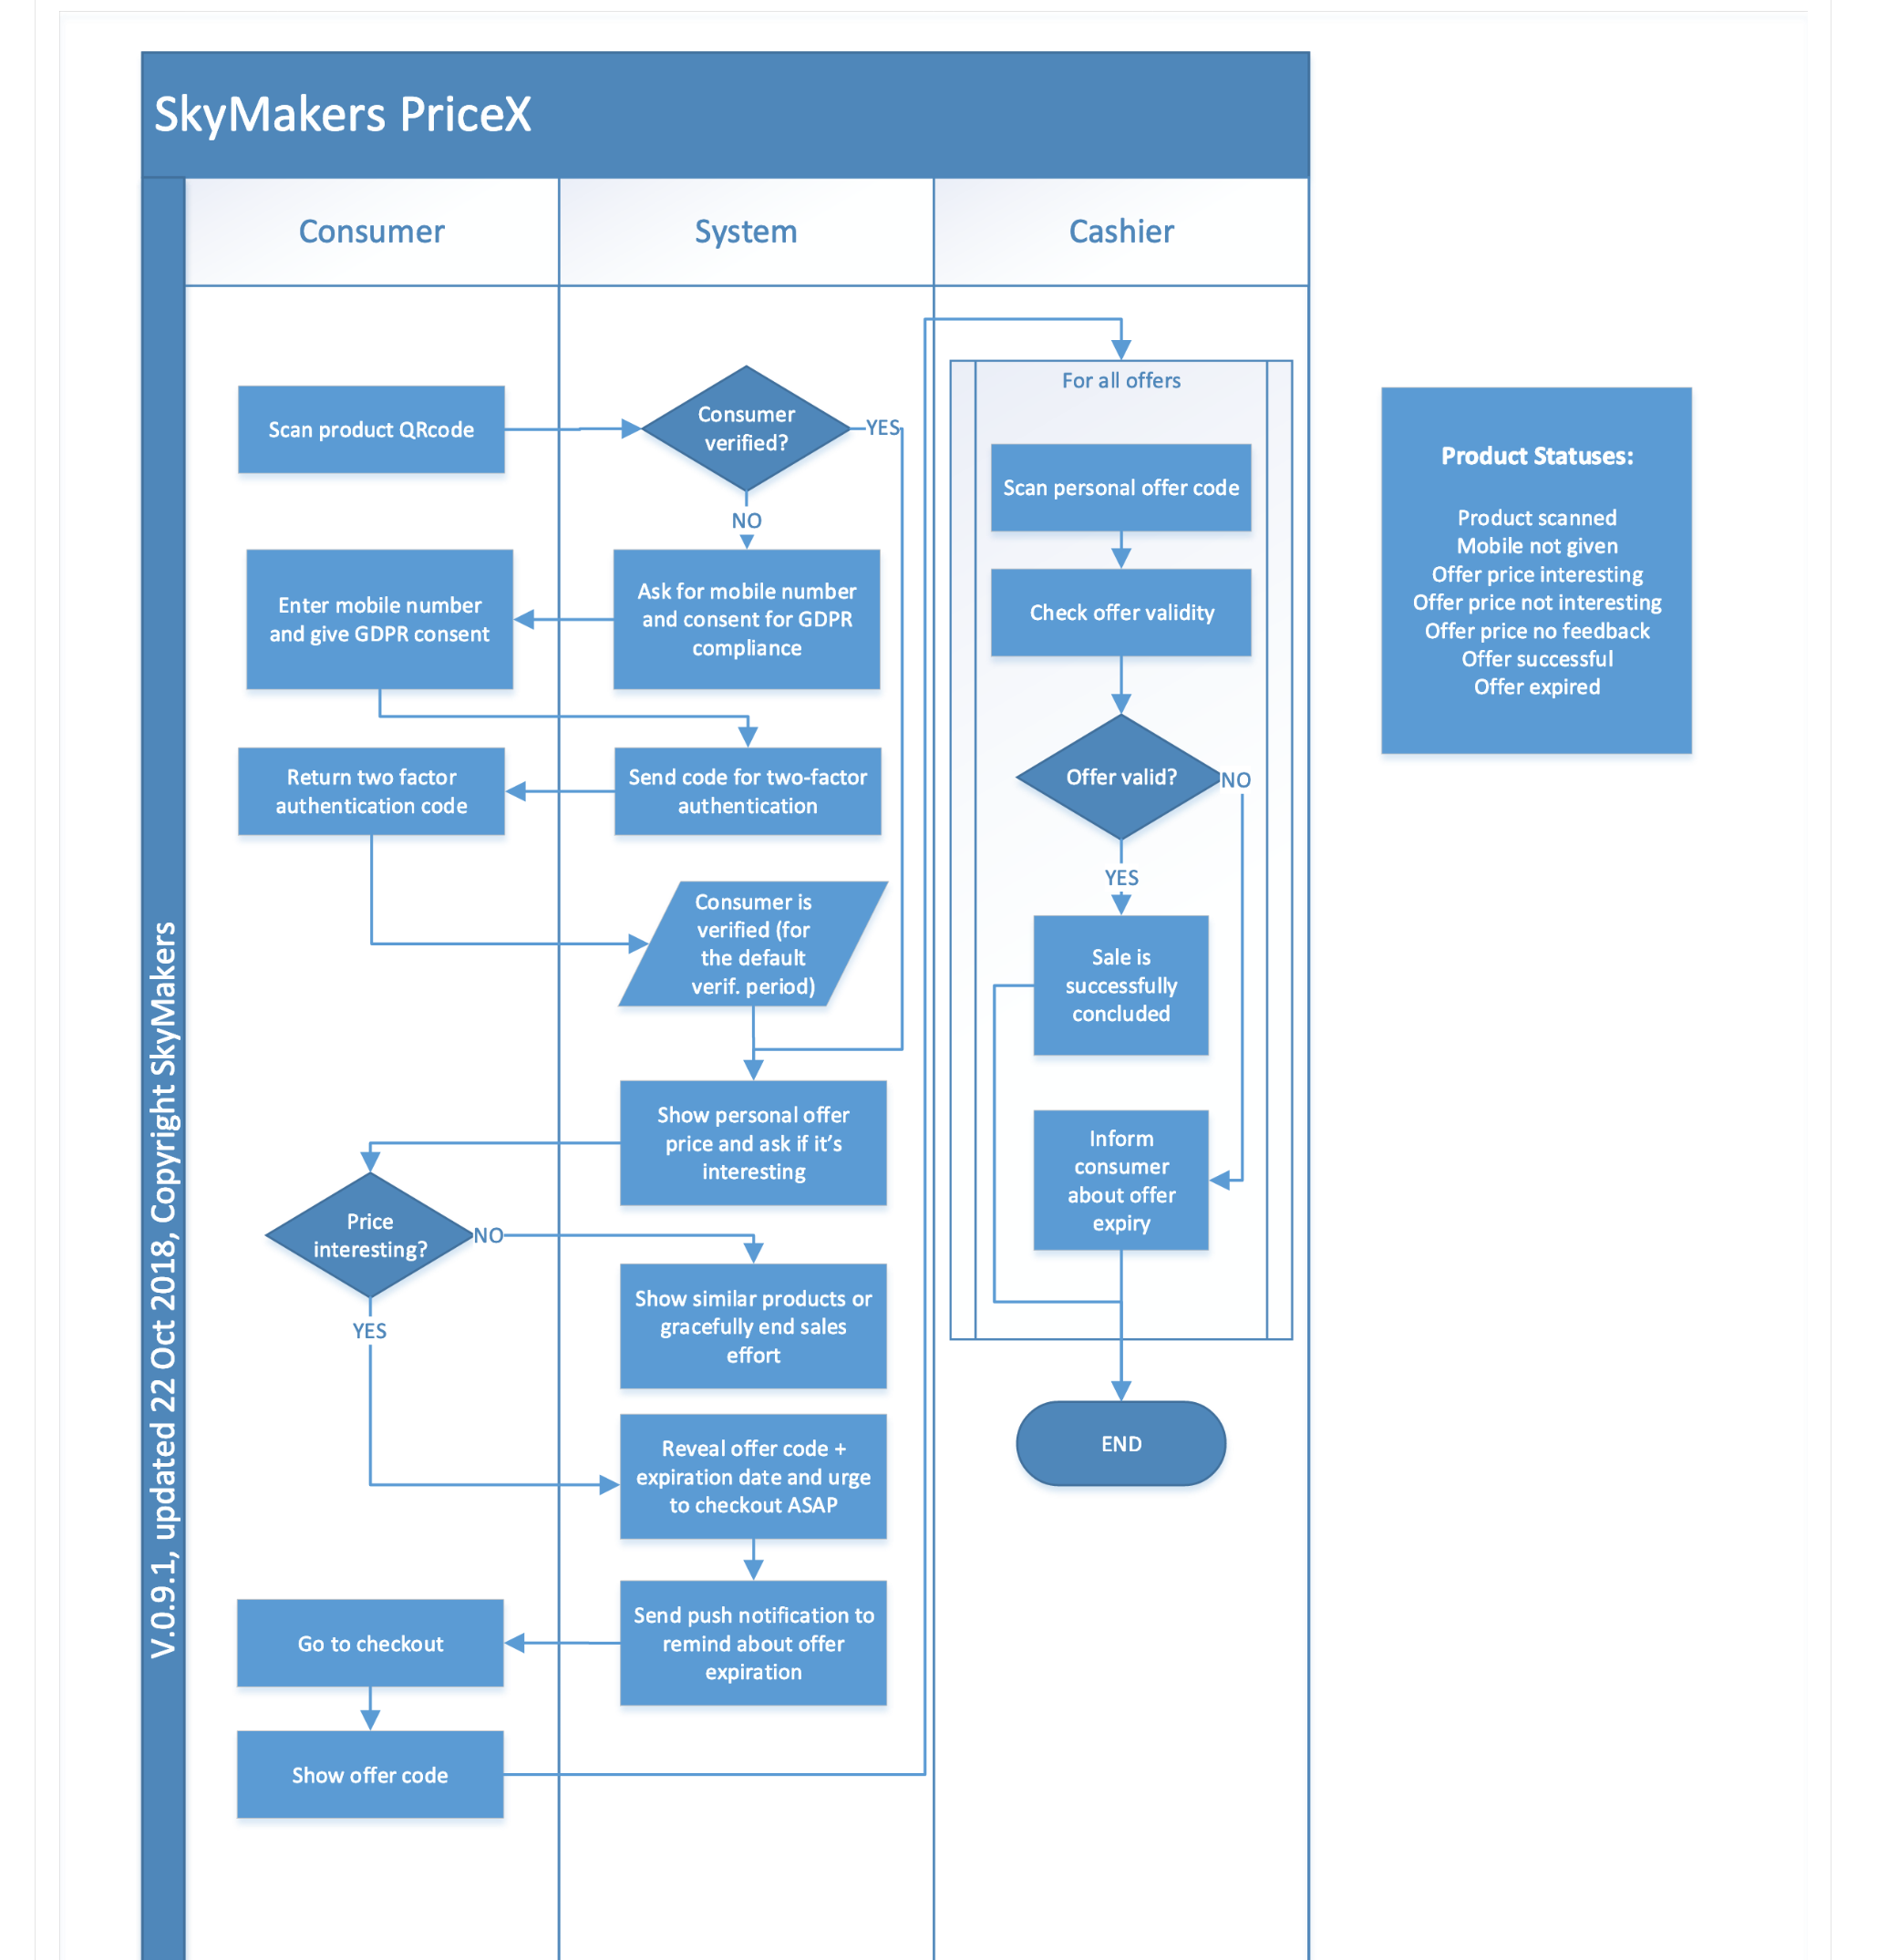 SkyMakers PriceX
V.0.9.1, updated 22 Oct 2018, Copyright SkyMakers
Consumer
System
Cashier
Scan product QRcode
Consumer
verified?
YES
NO
Ask for mobile number
and consent for GDPR
compliance
Enter mobile number
and give GDPR consent
Send code for two-factor
authentication
Return two factor
authentication code
Consumer is
verified (for
the default
verif. period)
Show personal offer
price and ask if it’s
interesting
Price
interesting?
NO
YES
Show similar products or
gracefully end sales
effort
Reveal offer code +
expiration date and urge
to checkout ASAP
Send push notification to
remind about offer
expiration
Go to checkout
Show offer code
For all offers
Scan personal offer code
Check offer validity
Offer valid?
NO
YES
Sale is
successfully
concluded
Inform
consumer
about offer
expiry
END
Product Statuses:
Product scanned
Mobile not given
Offer price interesting
Offer price not interesting
Offer price no feedback
Offer successful
Offer expired